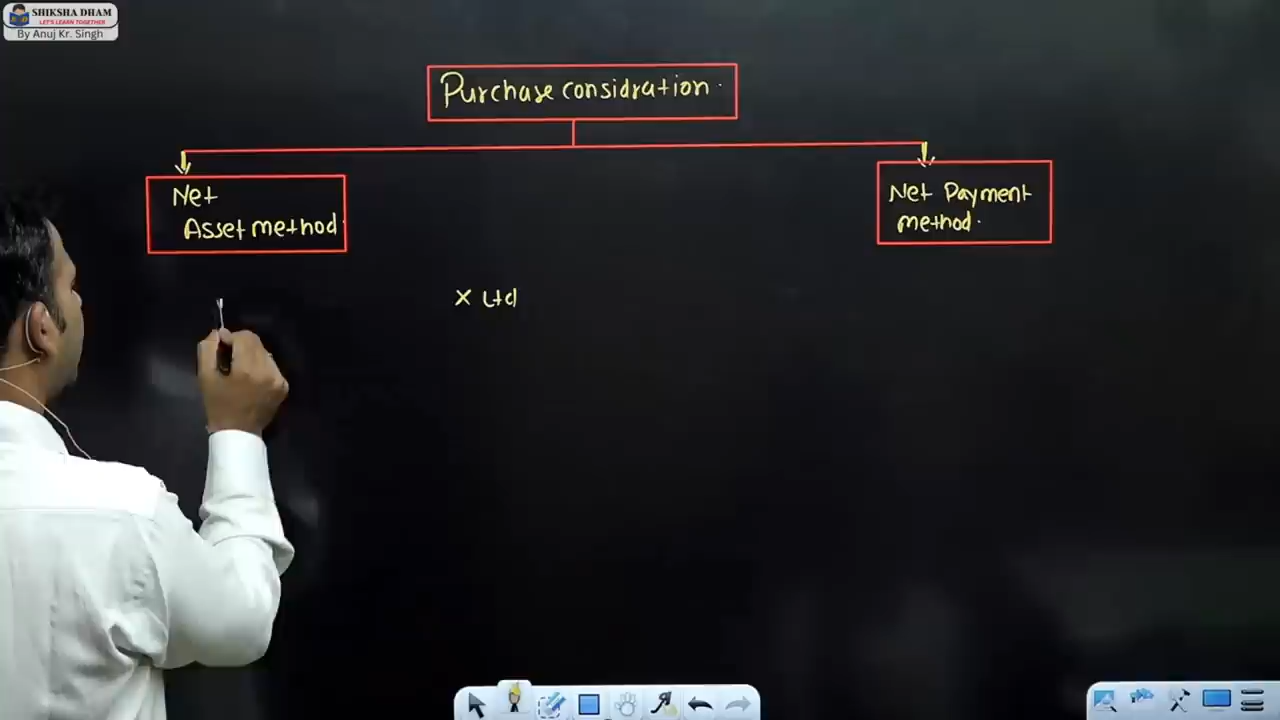 SHIKSHA DHAM
LET'S LEARN TOGETHER
By Anuj Kr. Singh
Purchase considration.
Net
Asset method.
Net Payment
method.
X Ltd